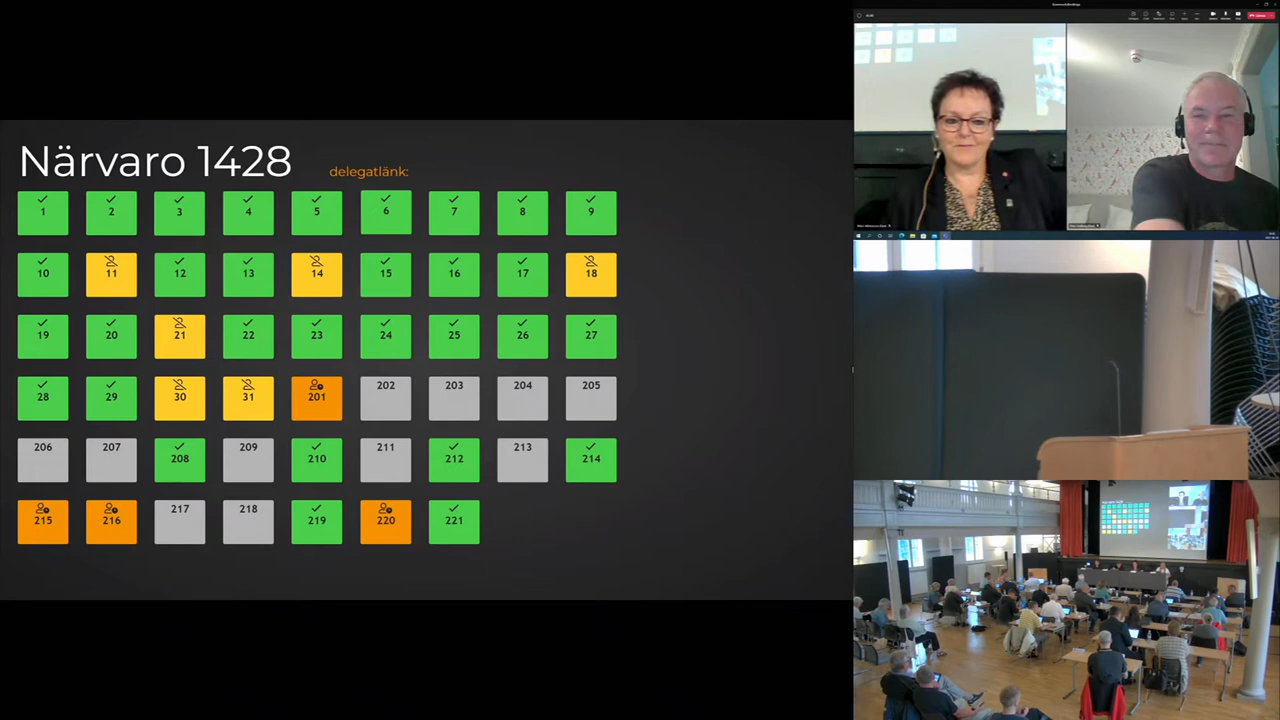 Närvaro 1428
delegatlänk:
1 2 3 4 5 6 7 8 9
10 11 12 13 14 15 16 17 18
19 20 21 22 23 24 25 26 27
28 29 30 31 201 202 203 204 205
206 207 208 209 210 211 212 213 214
215 216 217 218 219 220 221